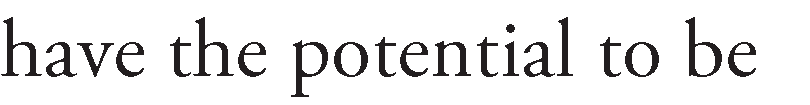 have the potential to be